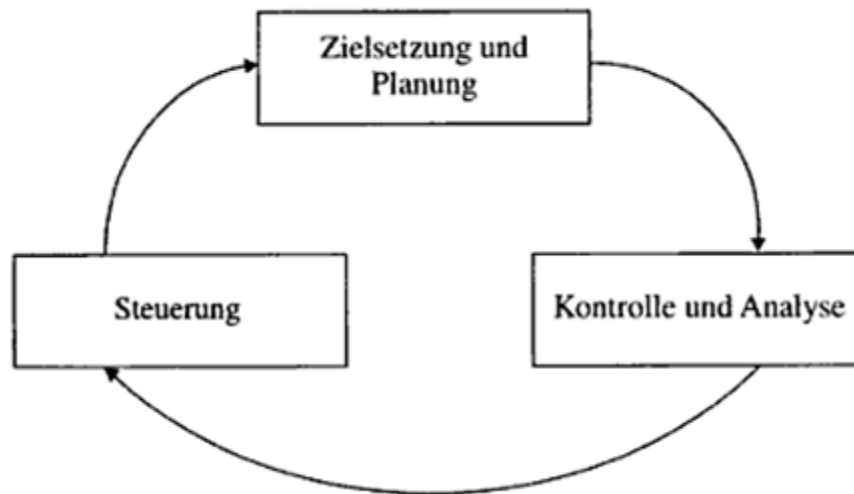 Zielsetzung und
Planung
Steuerung
Kontrolle und Analyse